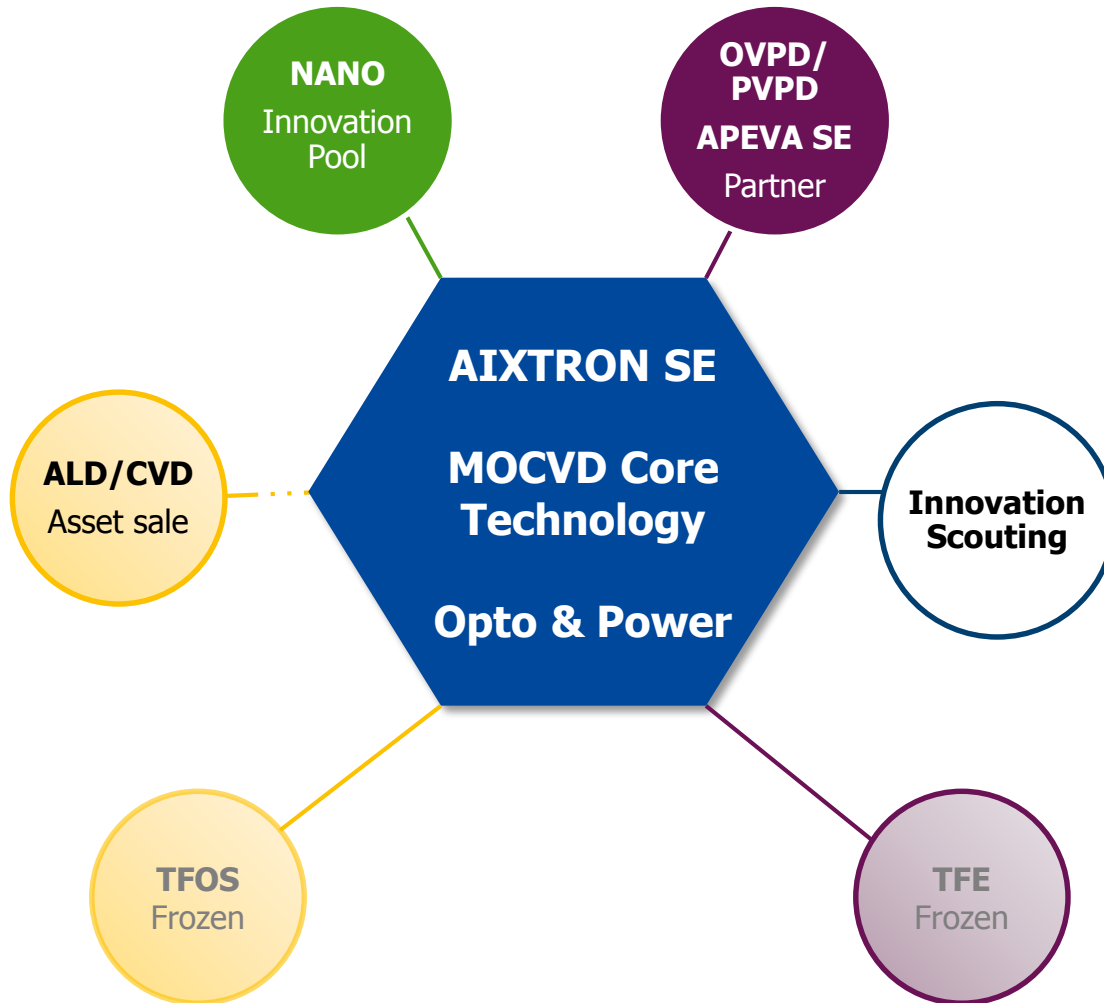 NANO
Innovation
Pool
OVPD/
PVPD
APEVA SE
Partner
AIXTRON SE
MOCVD Core
Technology
Opto & Power
ALD/CVD
Asset sale
Innovation
Scouting
TFOS
Frozen
TFE
Frozen